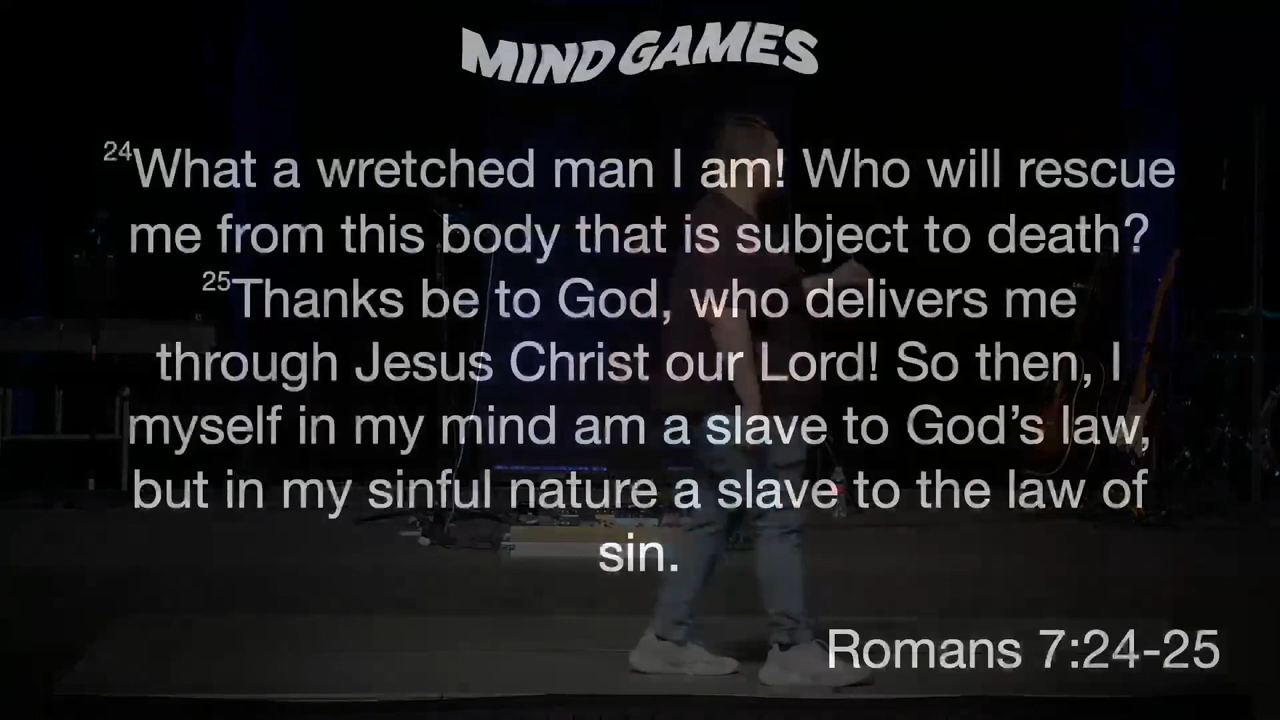 MIND GAMES
24What a wretched man I am! Who will rescue
me from this body that is subject to death?
25Thanks be to God, who delivers me
through Jesus Christ our Lord! So then, I
myself in my mind am a slave to God’s law,
but in my sinful nature a slave to the law of
sin.
Romans 7:24-25